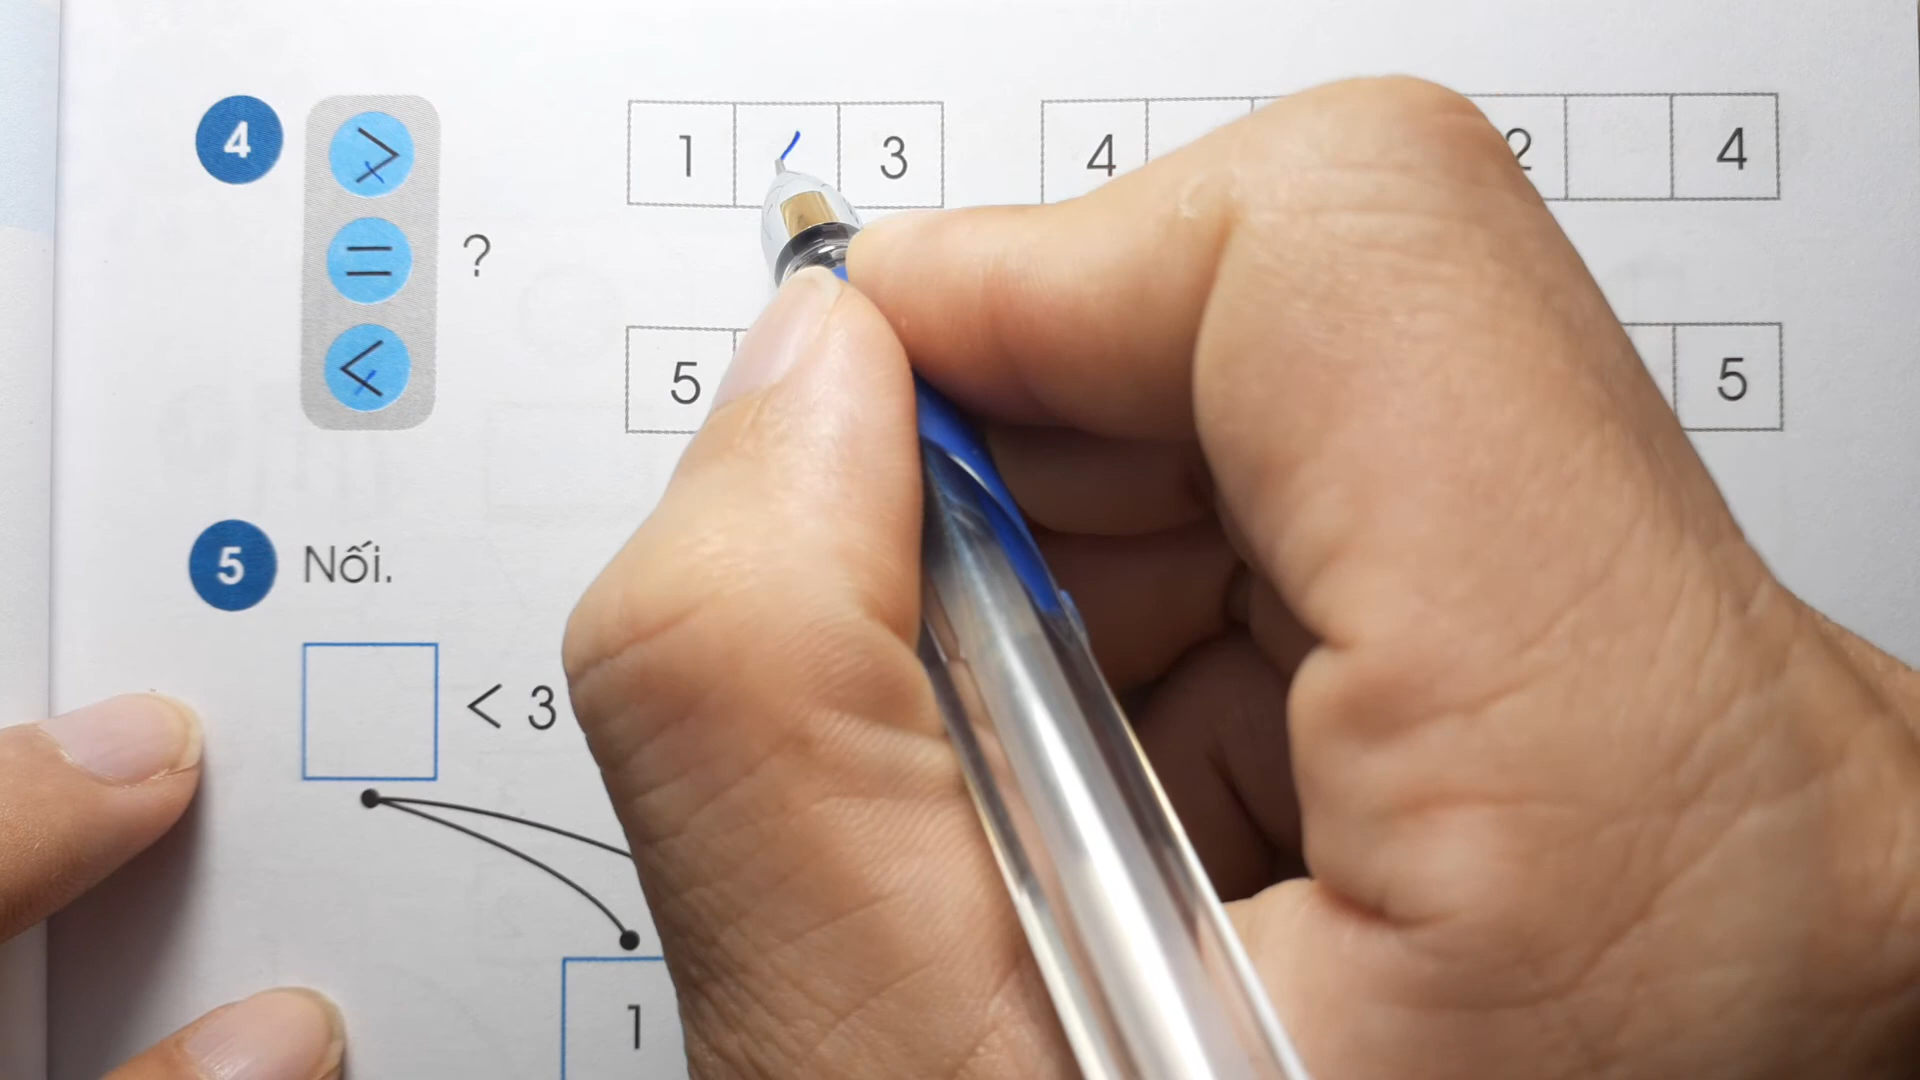 4 > = < ?
1 < 3
4
2 4
5
5
5 Nối.
< 3
1